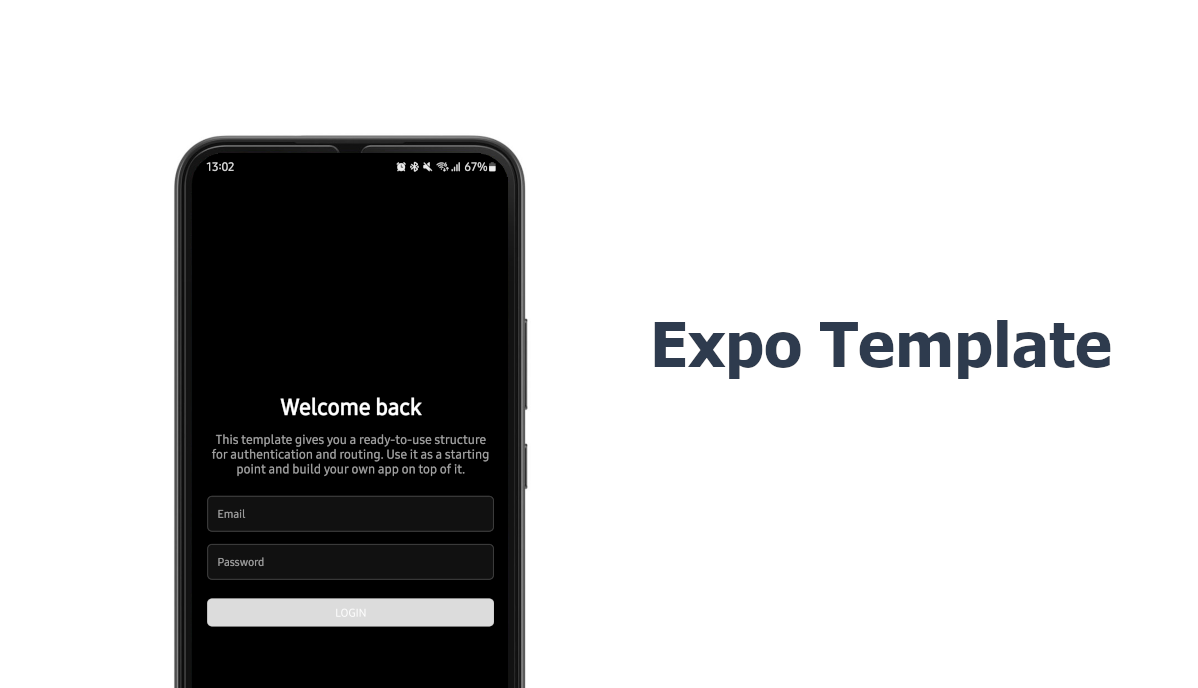 13:02
67%
Welcome back
This template gives you a ready-to-use structure
for authentication and routing. Use it as a starting
point and build your own app on top of it.
Email
Password
LOGIN
Expo Template